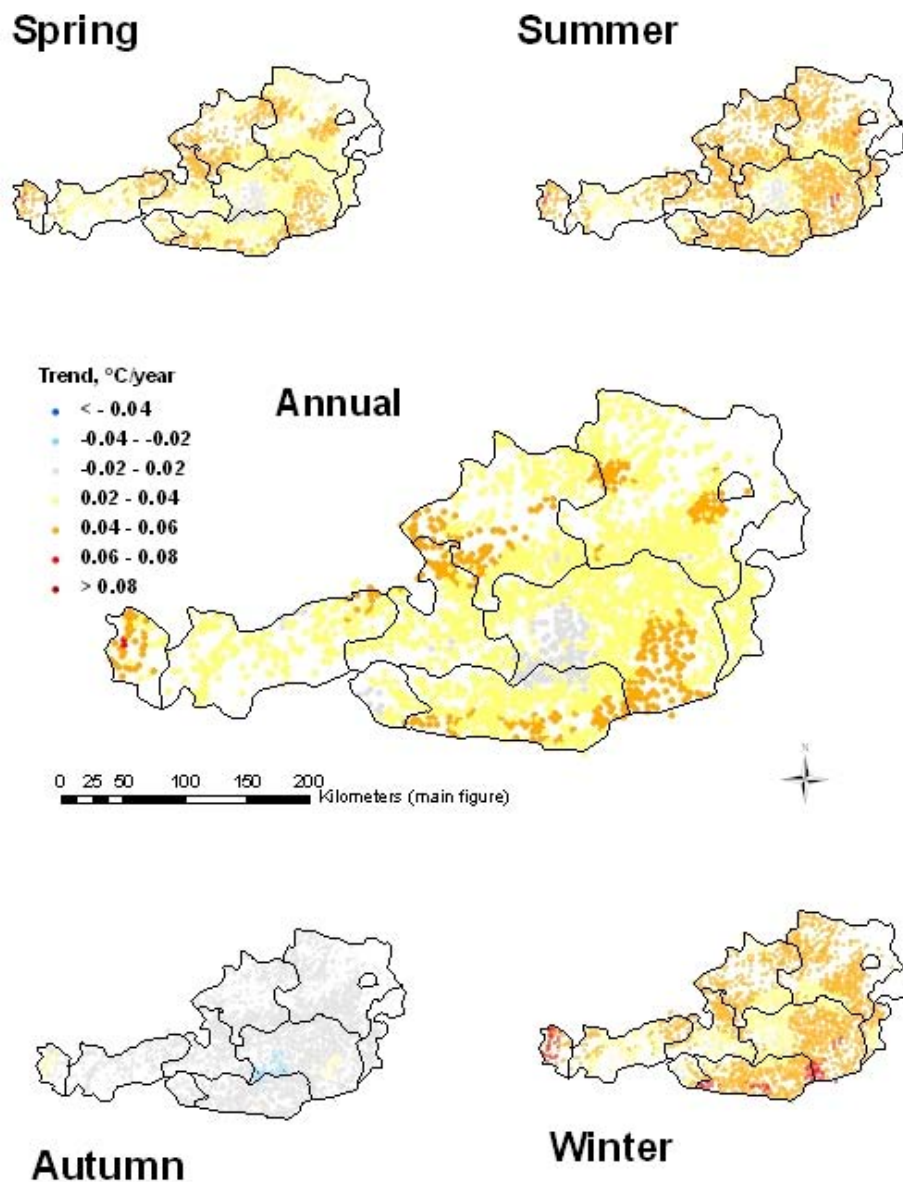 Spring
Summer
Trend, °C/year
< - 0.04
-0.04 - -0.02
-0.02 - 0.02
0.02 - 0.04
0.04 - 0.06
0.06 - 0.08
> 0.08
Annual
0 25 50 100 150 200
Kilometers (main figure)
N
Autumn
Winter